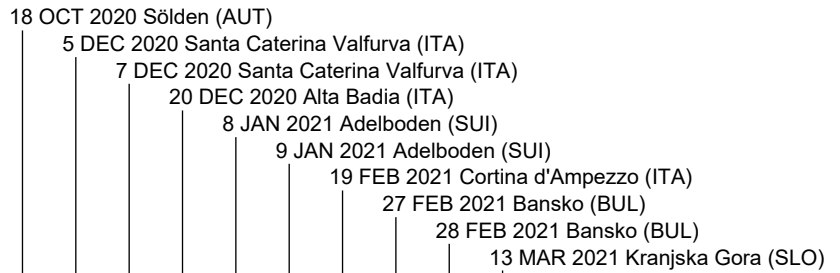 18 OCT 2020 Sölden (AUT)
5 DEC 2020 Santa Caterina Valfurva (ITA)
7 DEC 2020 Santa Caterina Valfurva (ITA)
20 DEC 2020 Alta Badia (ITA)
8 JAN 2021 Adelboden (SUI)
9 JAN 2021 Adelboden (SUI)
19 FEB 2021 Cortina d'Ampezzo (ITA)
27 FEB 2021 Bansko (BUL)
28 FEB 2021 Bansko (BUL)
13 MAR 2021 Kranjska Gora (SLO)